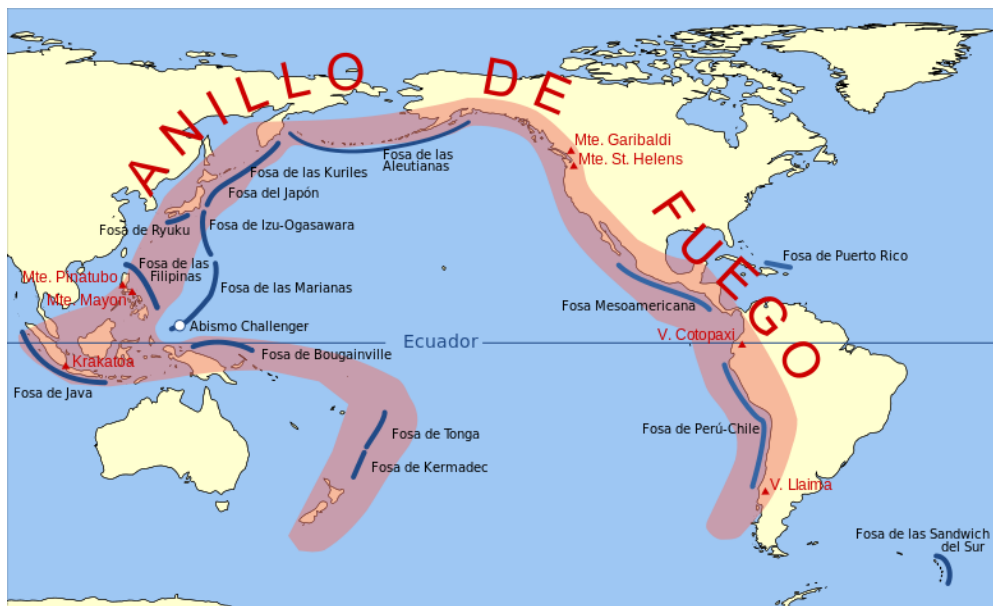 ANILLO DE FUEGO
Mte. Garibaldi
Mte. St. Helens
Fosa de las
Aleutianas
Fosa de las Kuriles
Fosa del Japón
Fosa de Ryuku
Fosa de Izu-Ogasawara
Fosa de las
Filipinas
Mte. Pinatubo
Mte. Mayon
Fosa de las Marianas
Fosa de Puerto Rico
Fosa Mesoamericana
Abismo Challenger
V. Cotopaxi
Ecuador
Fosa de Bougainville
Krakatoa
Fosa de Java
Fosa de Tonga
Fosa de Perú-Chile
Fosa de Kermadec
V. Llaima
Fosa de las Sandwich
del Sur